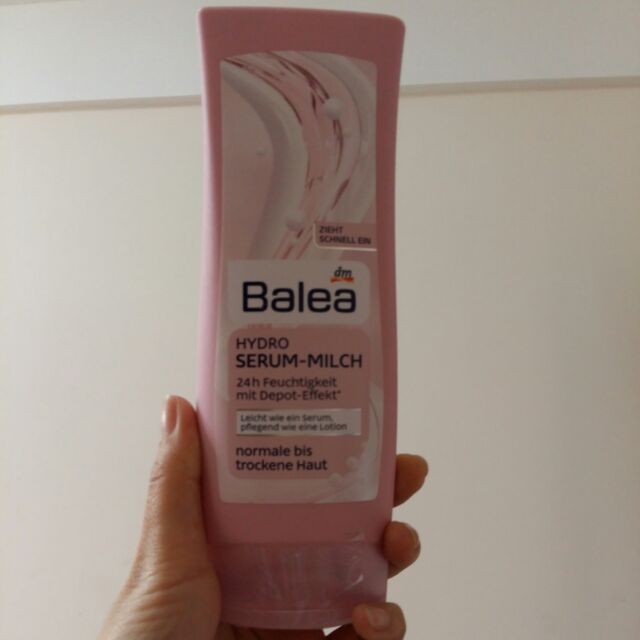 ZIEHT
SCHNELL EIN
dm
Balea
HYDRO
SERUM-MILCH
24h Feuchtigkeit
mit Depot-Effekt*
Leicht wie ein Serum,
pflegend wie eine Lotion
normale bis
trockene Haut